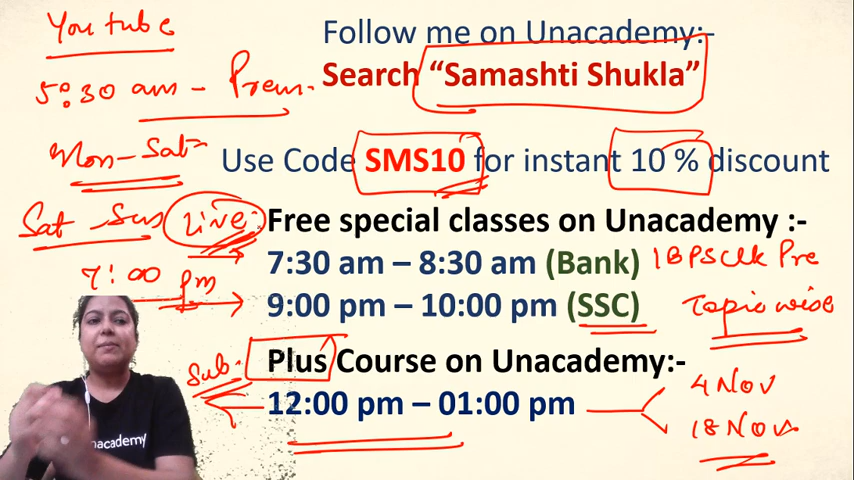 You tube
Follow me on Unacademy:-
5:30 am - Prem.
Search “Samashti Shukla”
Mon-Sat
Use Code SMS10 for instant 10 % discount
Sat - Sun Live:
Free special classes on Unacademy :-
7:30 am – 8:30 am (Bank) IBPS Clk Pre
7:00 pm
9:00 pm – 10:00 pm (SSC) Topic wise
Sub.
Plus Course on Unacademy:-
12:00 pm – 01:00 pm
4 Nov
18 Nov
unacademy